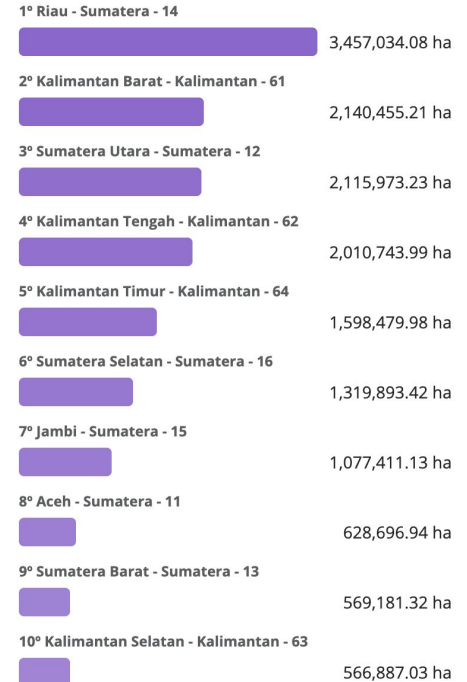 1º Riau - Sumatera - 14
3,457,034.08 ha
2º Kalimantan Barat - Kalimantan - 61
2,140,455.21 ha
3º Sumatera Utara - Sumatera - 12
2,115,973.23 ha
4º Kalimantan Tengah - Kalimantan - 62
2,010,743.99 ha
5º Kalimantan Timur - Kalimantan - 64
1,598,479.98 ha
6º Sumatera Selatan - Sumatera - 16
1,319,893.42 ha
7º Jambi - Sumatera - 15
1,077,411.13 ha
8º Aceh - Sumatera - 11
628,696.94 ha
9º Sumatera Barat - Sumatera - 13
569,181.32 ha
10º Kalimantan Selatan - Kalimantan - 63
566,887.03 ha